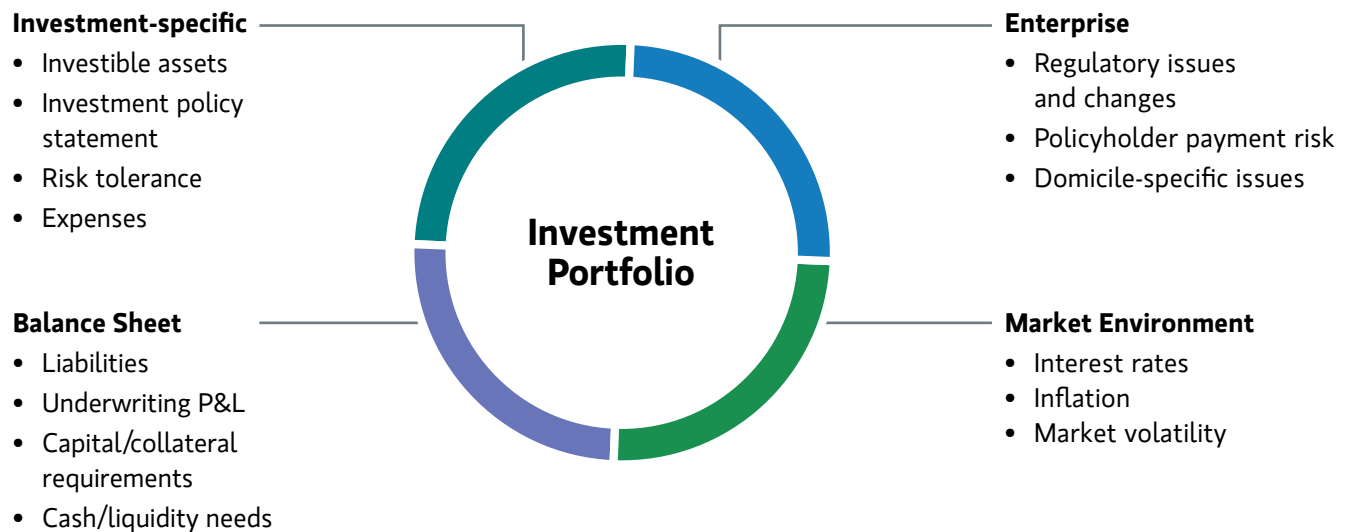 Investment-specific
• Investible assets
• Investment policy
statement
• Risk tolerance
• Expenses
Enterprise
• Regulatory issues
and changes
• Policyholder payment risk
• Domicile-specific issues
Investment
Portfolio
Balance Sheet
• Liabilities
• Underwriting P&L
• Capital/collateral
requirements
• Cash/liquidity needs
Market Environment
• Interest rates
• Inflation
• Market volatility